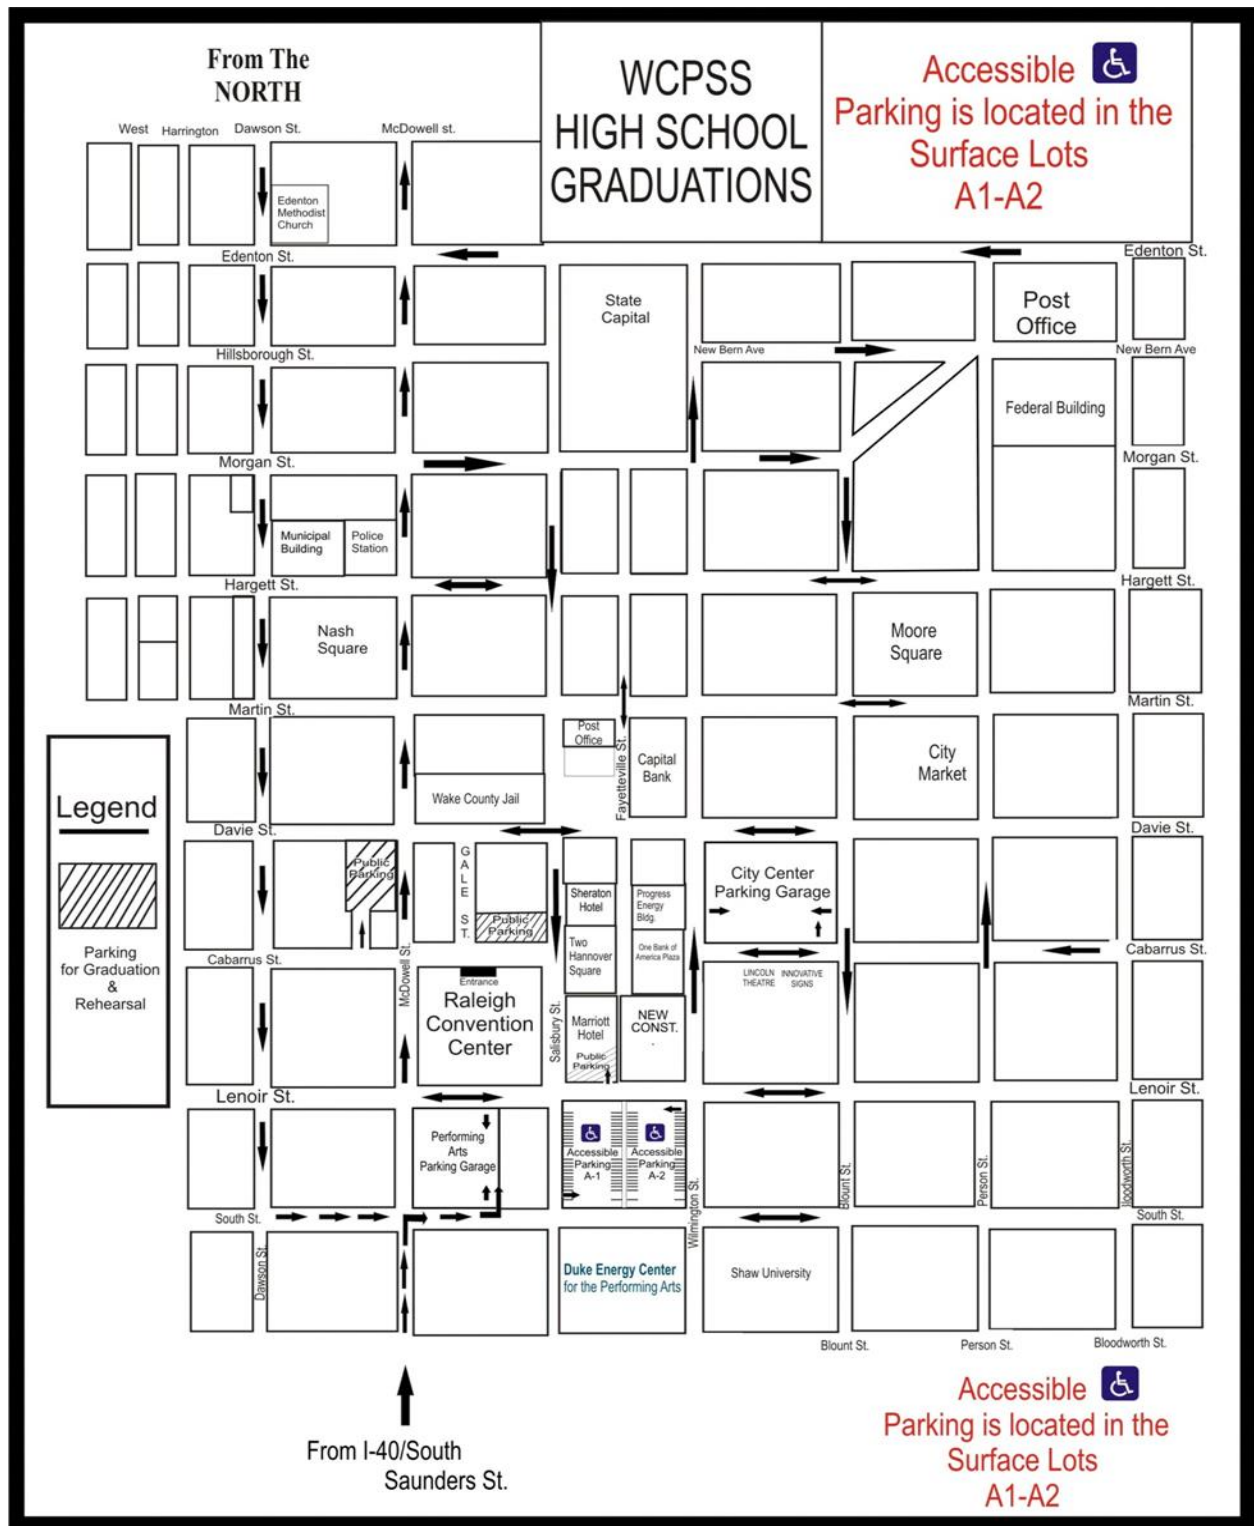 From The
NORTH
WCPSS
HIGH SCHOOL
GRADUATIONS
Accessible
Parking is located in the
Surface Lots
A1-A2
West
Harrington
Dawson St.
McDowell st.
Edenton
Methodist
Church
Edenton St.
Edenton St.
State
Capital
Post
Office
Hillsborough St.
New Bern Ave
New Bern Ave
Federal Building
Morgan St.
Morgan St.
Municipal
Building
Police
Station
Hargett St.
Hargett St.
Nash
Square
Moore
Square
Martin St.
Martin St.
Post
Office
Fayetteville St.
Capital
Bank
City
Market
Wake County Jail
Legend
Parking
for Graduation
&
Rehearsal
Davie St.
Davie St.
Public
Parking
GALE ST.
Public
Parking
Sheraton
Hotel
Progress
Energy
Bldg.
City Center
Parking Garage
Two
Hannover
Square
One Bank of
America Plaza
Cabarrus St.
Cabarrus St.
McDowell St.
Entrance
Raleigh
Convention
Center
Salisbury St.
Marriott
Hotel
Public
Parking
NEW
CONST.
.
LINCOLN
THEATRE
INNOVATIVE
SIGNS
Lenoir St.
Lenoir St.
Performing
Arts
Parking Garage
Accessible
Parking
A-1
Accessible
Parking
A-2
Wilmington St.
Blount St.
Person St.
Bloodworth St.
South St.
South St.
Dawson St.
Duke Energy Center
for the Performing Arts
Shaw University
Blount St.
Person St.
Bloodworth St.
From I-40/South
Saunders St.
Accessible
Parking is located in the
Surface Lots
A1-A2